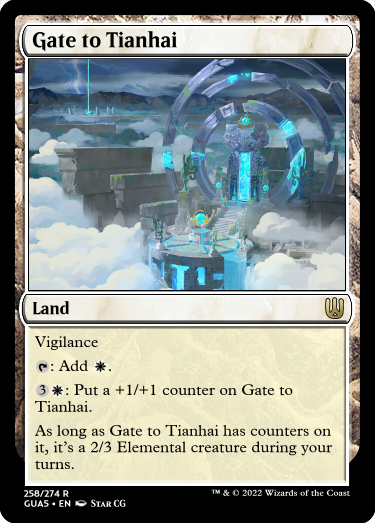 Gate to Tianhai
Land
Vigilance
: Add .
3 : Put a +1/+1 counter on Gate to
Tianhai.
As long as Gate to Tianhai has counters on
it, it's a 2/3 Elemental creature during your
turns.
258/274 R
GUA5 • EN Star CG
™ & © 2022 Wizards of the Coast